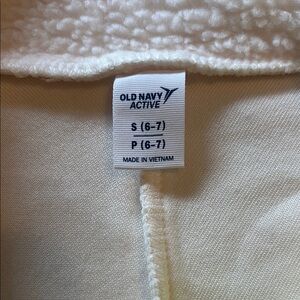 OLD NAVY
ACTIVE
S (6-7)
P (6-7)
MADE IN VIETNAM